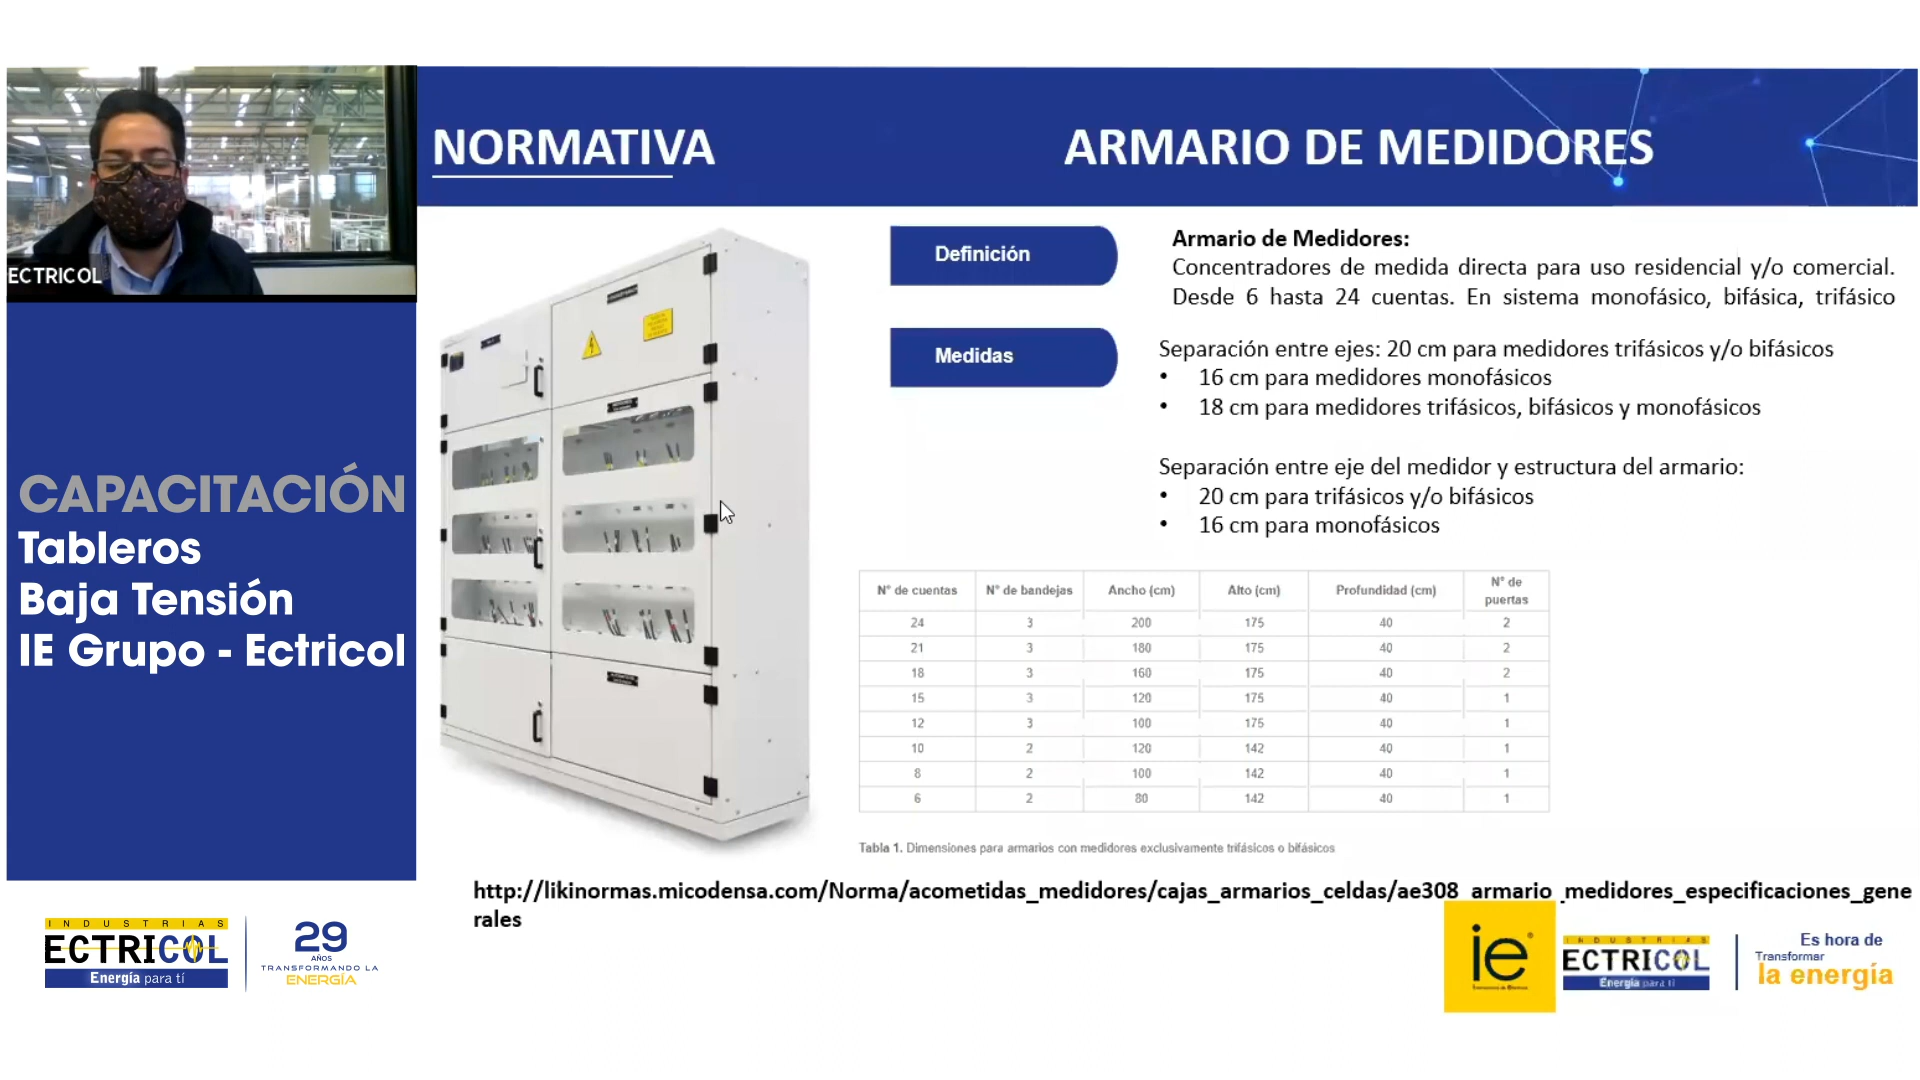 ECTRICOL
CAPACITACIÓN
Tableros
Baja Tensión
IE Grupo - Ectricol
INDUSTRIAS
ECTRICOL
Energía para tí
29
AÑOS
TRANSFORMANDO LA
ENERGÍA
NORMATIVA
ARMARIO DE MEDIDORES
Definición
Armario de Medidores:
Concentradores de medida directa para uso residencial y/o comercial.
Desde 6 hasta 24 cuentas. En sistema monofásico, bifásica, trifásico
Medidas
Separación entre ejes: 20 cm para medidores trifásicos y/o bifásicos
• 16 cm para medidores monofásicos
• 18 cm para medidores trifásicos, bifásicos y monofásicos
Separación entre eje del medidor y estructura del armario:
• 20 cm para trifásicos y/o bifásicos
• 16 cm para monofásicos
N° de cuentas N° de bandejas Ancho (cm) Alto (cm) Profundidad (cm) N° de puertas
24 3 200 175 40 2
21 3 180 175 40 2
18 3 160 175 40 2
15 3 120 175 40 1
12 3 100 175 40 1
10 2 120 142 40 1
8 2 100 142 40 1
6 2 80 142 40 1
Tabla 1. Dimensiones para armarios con medidores exclusivamente trifásicos o bifásicos
http://likinormas.micodensa.com/Norma/acometidas_medidores/cajas_armarios_celdas/ae308_armario_medidores_especificaciones_gene
rales
ie
INDUSTRIAS
ECTRICOL
Energía para tí
Es hora de
Transformar
la energía